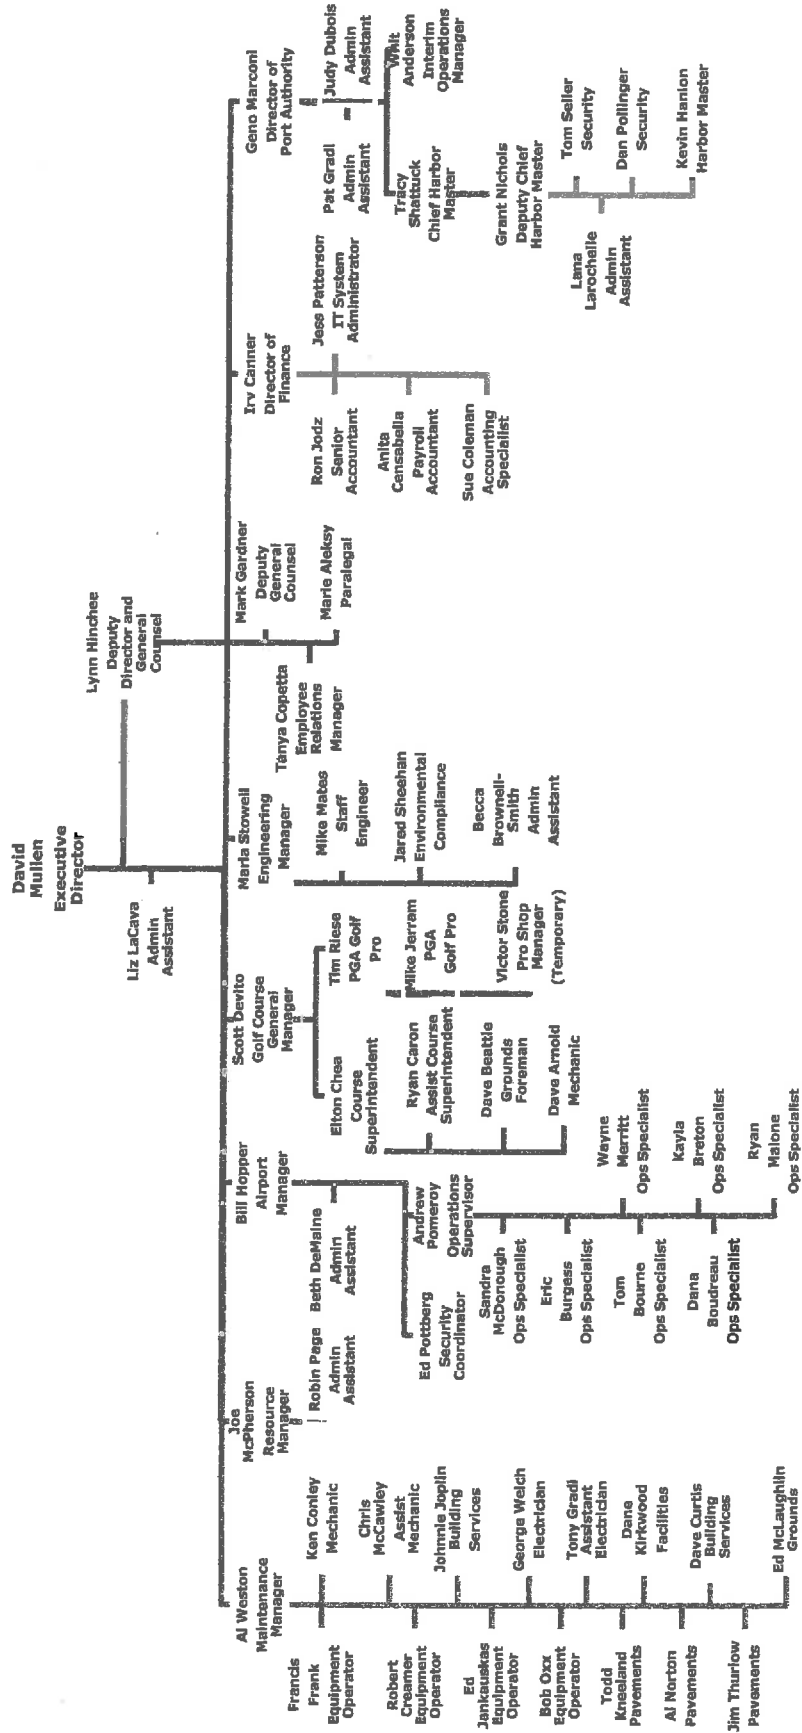 David
Mullen
Executive
Director
Liz LaCava
Admin
Assistant
Lynn Hinchee
Deputy
Director and
General
Counsel
Al Weston
Maintenance
Manager
Francis
Frank
Equipment
Operator
Ken Conley
Mechanic
Chris
McCawley
Assist
Mechanic
Robert
Creamer
Equipment
Operator
Johnnie Joplin
Building
Services
Ed
Jankauskas
Equipment
Operator
George Welch
Electrician
Bob Oxx
Equipment
Operator
Tony Gradi
Assistant
Electrician
Todd
Kneeland
Pavements
Dane
Kirkwood
Facilities
Al Norton
Pavements
Dave Curtis
Building
Services
Jim Thurlow
Pavements
Ed McLaughlin
Grounds
Joe
McPherson
Resource
Manager
Robin Page
Admin
Assistant
Bill Hopper
Airport
Manager
Beth DeMaine
Admin
Assistant
Ed Pottberg
Security
Coordinator
Andrew
Pomeroy
Operations
Supervisor
Sandra
McDonough
Ops Specialist
Eric
Burgess
Ops Specialist
Wayne
Merritt
Ops Specialist
Tom
Bourne
Ops Specialist
Kayla
Breton
Ops Specialist
Dana
Boudreau
Ops Specialist
Ryan
Malone
Ops Specialist
Scott Devito
Golf Course
General
Manager
Elton Chea
Course
Superintendent
Ryan Caron
Assist Course
Superintendent
Dave Beattle
Grounds
Foreman
Dave Arnold
Mechanic
Tim Riese
PGA Golf
Pro
Mike Jerram
PGA
Golf Pro
Victor Stone
Pro Shop
Manager
(Temporary)
Maria Stowell
Engineering
Manager
Mike Mates
Staff
Engineer
Jared Sheehan
Environmental
Compliance
Becca
Brownell-
Smith
Admin
Assistant
Mark Gardner
Deputy
General
Counsel
Tanya Copetta
Employee
Relations
Manager
Marie Aleksy
Paralegal
Irv Canner
Director of
Finance
Jess Patterson
IT System
Administrator
Ron Jodz
Senior
Accountant
Anita
Censabella
Payroll
Accountant
Sue Coleman
Accounting
Specialist
Geno Marconi
Director of
Port Authority
Pat Gradl
Admin
Assistant
Judy Dubois
Admin
Assistant
Tracy
Shattuck
Chief Harbor
Master
Whit
Anderson
Interim
Operations
Manager
Grant Nichols
Deputy Chief
Harbor Master
Tom Seller
Security
Lana
Larochelle
Admin
Assistant
Dan Pollinger
Security
Kevin Hanlon
Harbor Master